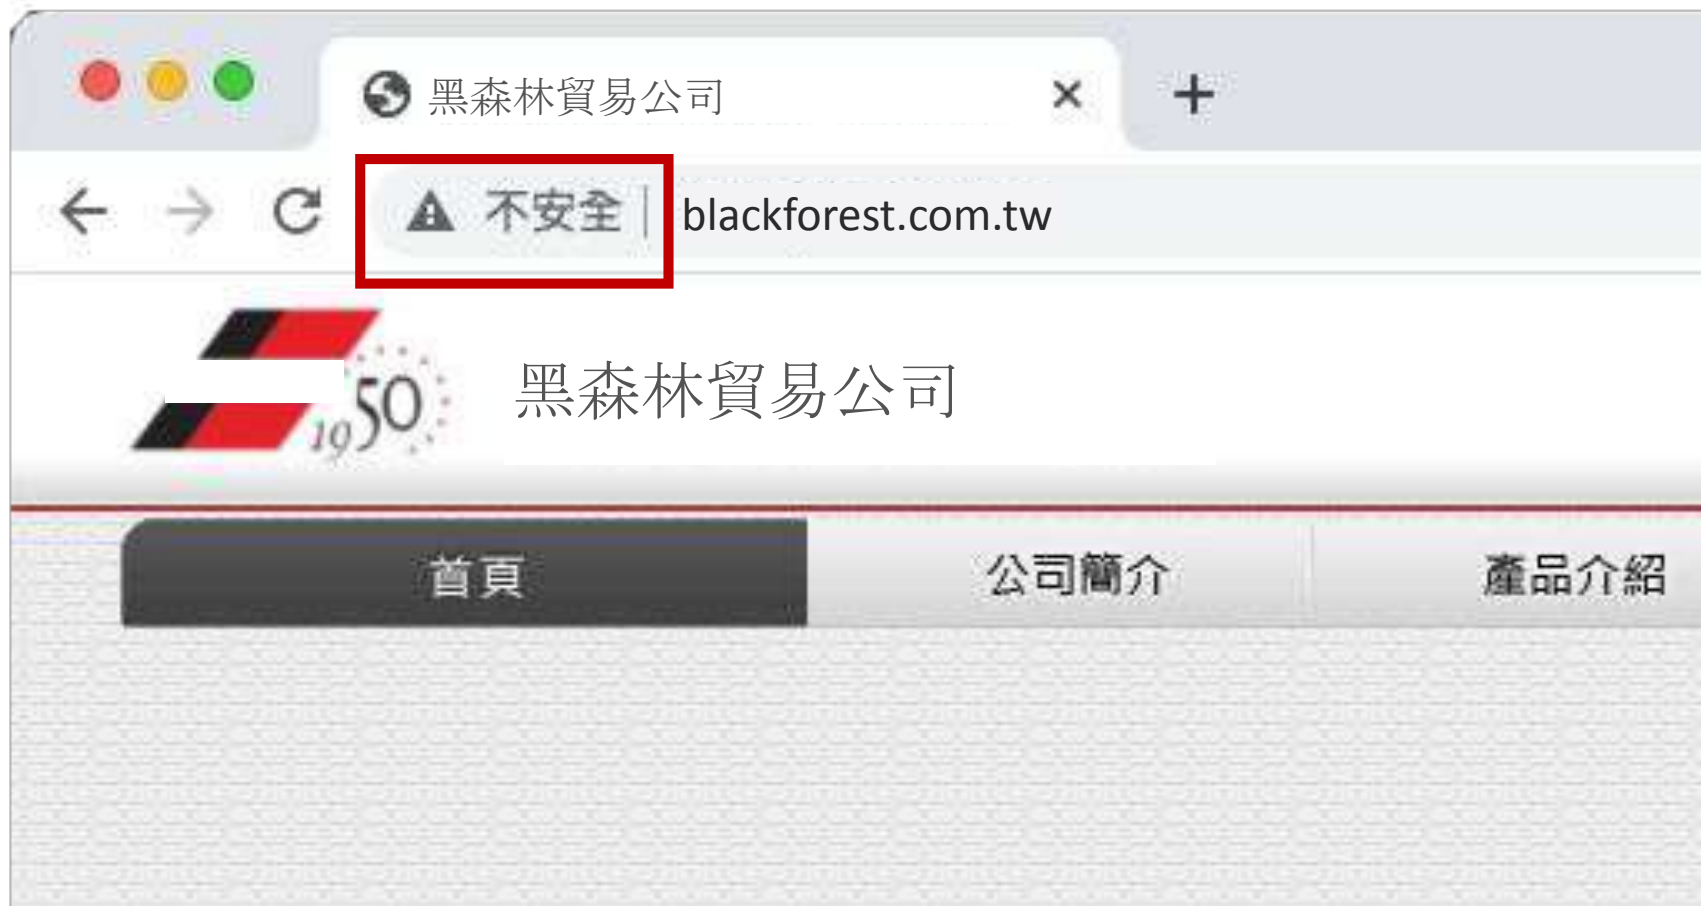 黑森林貿易公司
不安全 blackforest.com.tw
1950
黑森林貿易公司
首頁 公司簡介 產品介紹